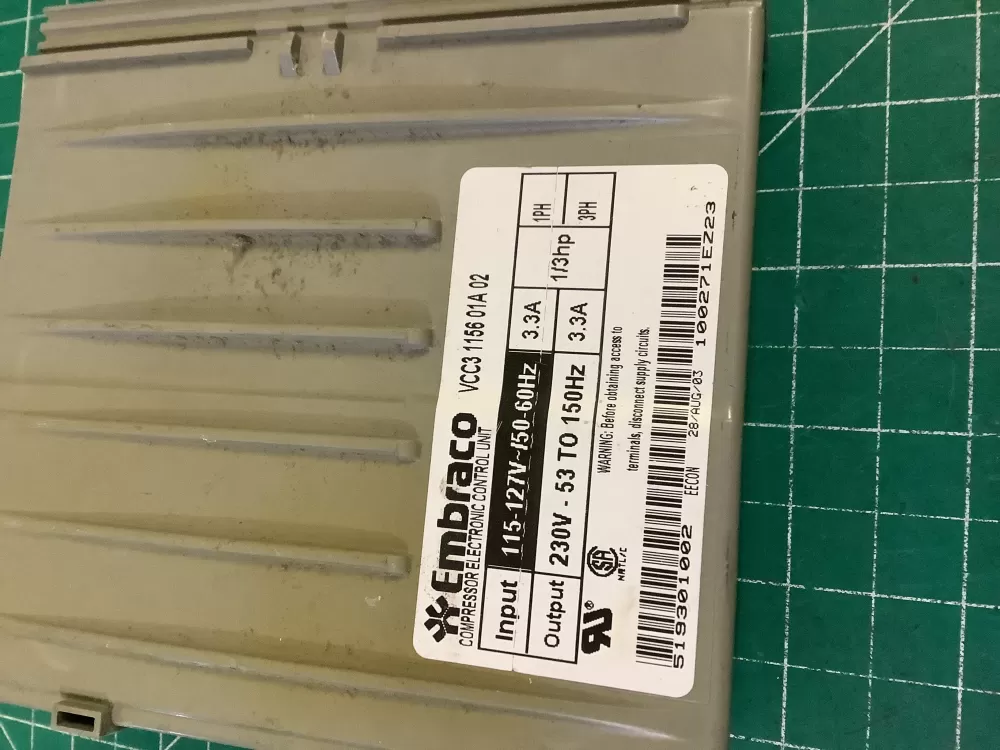 Embraco VCC3 1156 01A 02
COMPRESSOR ELECTRONIC CONTROL UNIT
Input 115-127V~/50-60Hz 3.3A 1/3hp 1PH
Output 230V - 53 TO 150Hz 3.3A 3PH
WARNING: Before obtaining access to
terminals, disconnect supply circuits.
NRTL/C
519301002 EECON 28/AUG/03 100271EZ23